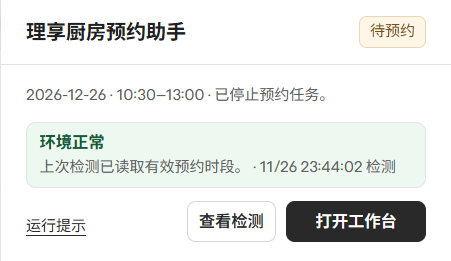 理享厨房预约助手
待预约
2026-12-26 · 10:30–13:00 · 已停止预约任务。
环境正常
上次检测已读取有效预约时段。 · 11/26 23:44:02 检测
运行提示
查看检测
打开工作台